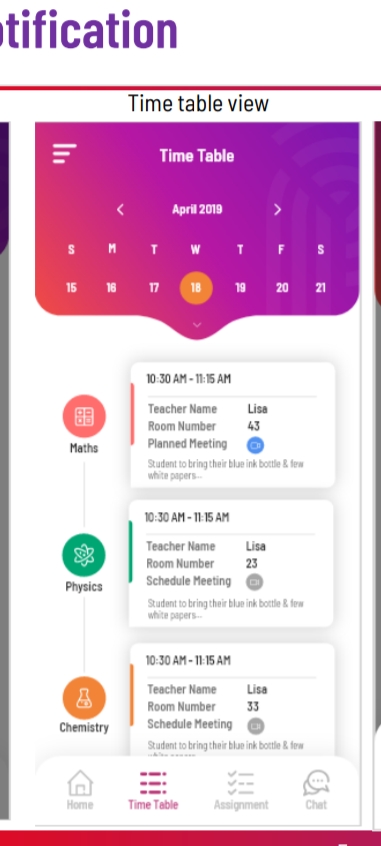 otification
Time table view
Time Table
April 2019
S M T W T F S
15 16 17 18 19 20 21
10:30 AM - 11:15 AM
Teacher Name Lisa
Room Number 43
Maths
Planned Meeting
Student to bring their blue ink bottle & few
white papers...
10:30 AM - 11:15 AM
Teacher Name Lisa
Room Number 23
Physics
Schedule Meeting
Student to bring their blue ink bottle & few
white papers...
10:30 AM - 11:15 AM
Teacher Name Lisa
Room Number 33
Chemistry
Schedule Meeting
Student to bring their blue ink bottle & few
Home Time Table Assignment Chat